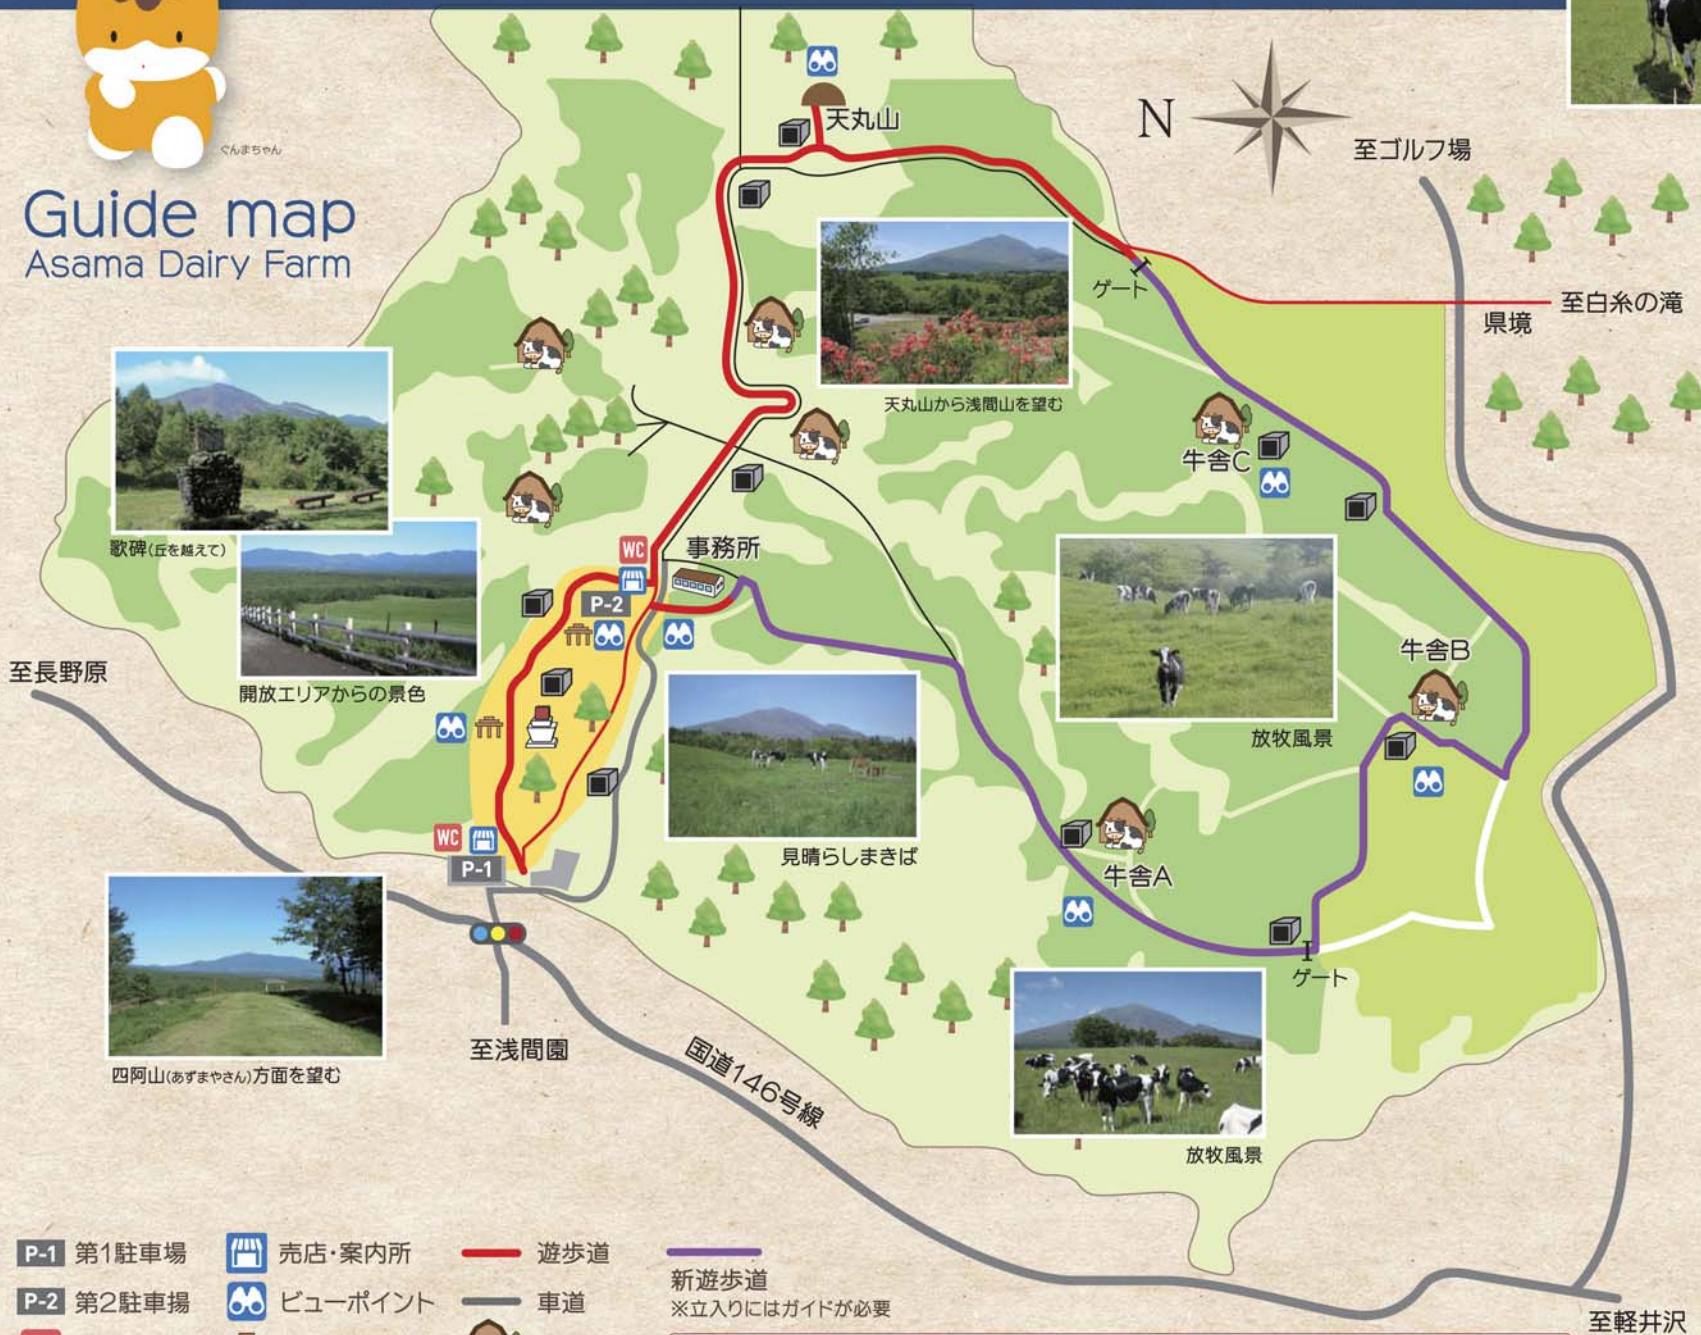 ぐんまちゃん
Guide map
Asama Dairy Farm
N
天丸山
至ゴルフ場
ゲート
至白糸の滝
県境
天丸山から浅間山を望む
牛舎C
歌碑(丘を越えて)
WC
事務所
P-2
開放エリアからの景色
至長野原
牛舎B
放牧風景
見晴らしまきば
WC
P-1
牛舎A
ゲート
至浅間園
四阿山(あずまやさん)方面を望む
国道146号線
放牧風景
P-1 第1駐車場
売店・案内所
遊歩道
新遊歩道
※立入りにはガイドが必要
P-2 第2駐車揚
ビューポイント
車道
至軽井沢